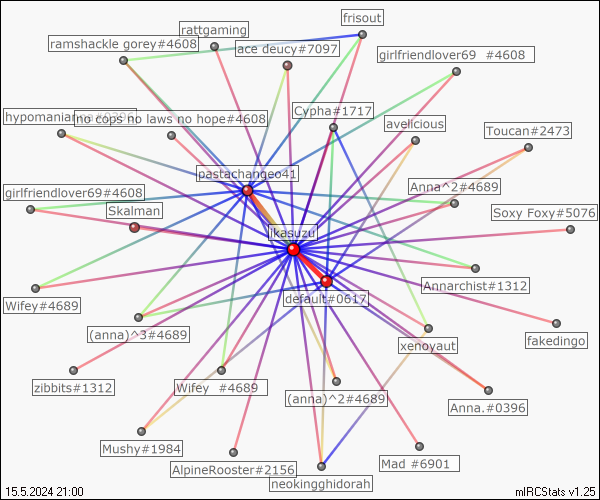 frisout
rattgaming
ramshackle gorey#4608
ace deucy#7097
girlfriendlover69 #4608
Cypha#1717
no cops no laws no hope#4608
avelicious
Toucan#2473
pastachangeo41
Anna^2#4689
girlfriendlover69#4608
Skalman
Soxy Foxy#5076
jkasuzu
Annarchist#1312
default#0617
Wifey#4689
(anna)^3#4689
fakedingo
xenoyaut
zibbits#1312
Wifey #4689
(anna)^2#4689
Anna.#0396
Mushy#1984
AlpineRooster#2156
Mad #6901
neokingghidorah
15.5.2024 21:00
mIRCStats v1.25